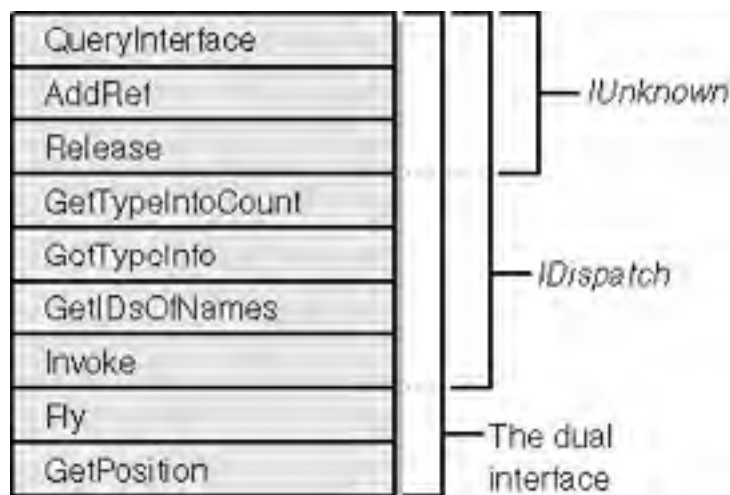 QueryInterface
AddRef
Release
GetTypeInfoCount
GetTypeInfo
GetIDsOfNames
Invoke
Fly
GetPosition
IUnknown
IDispatch
The dual
interface